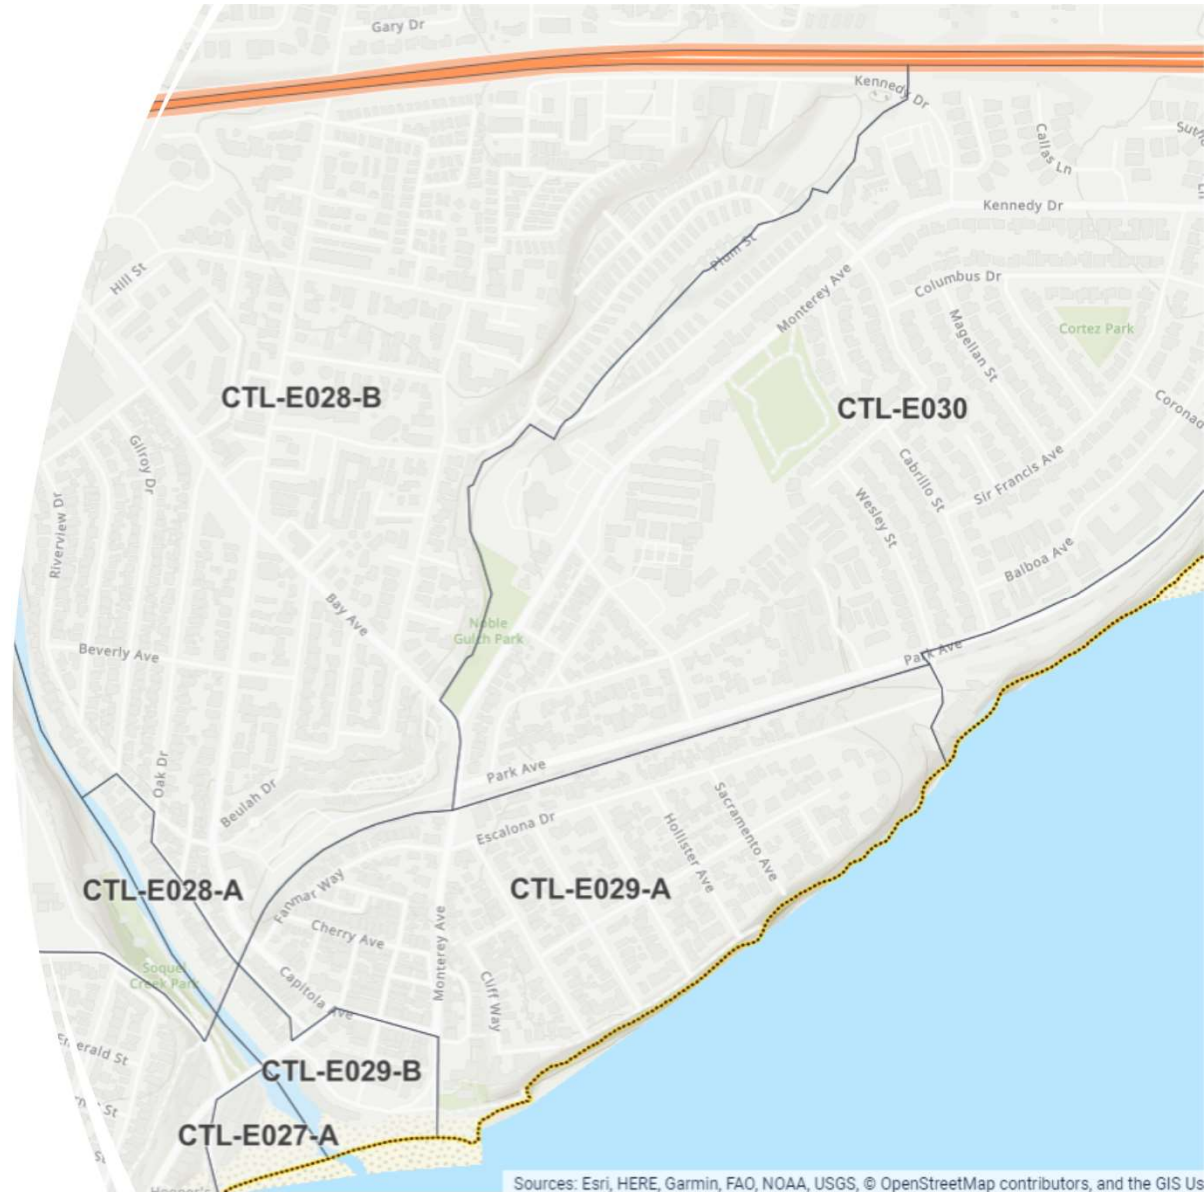 Gary Dr
Kennedy Dr
Callas Ln
Kennedy Dr
Ln
Hill St
Plum St
Columbus Dr
Monterey Ave
Magellan St
Cortez Park
CTL-E028-B
CTL-E030
Gilroy Dr
Cabrillo St
Sir Francis Ave
Riverview Dr
Wesley St
Balboa Ave
Bay Ave
Noble
Gulch Park
Beverly Ave
Park Ave
Oak Dr
Park Ave
Beulah Dr
Sacramento Ave
Escalona Dr
Hollister Ave
CTL-E028-A
Fanmar Way
CTL-E029-A
Cherry Ave
Monterey Ave
Soquel
Creek Park
Capitola Ave
Cliff Way
CTL-E029-B
CTL-E027-A
Sources: Esri, HERE, Garmin, FAO, NOAA, USGS, © OpenStreetMap contributors, and the GIS Us